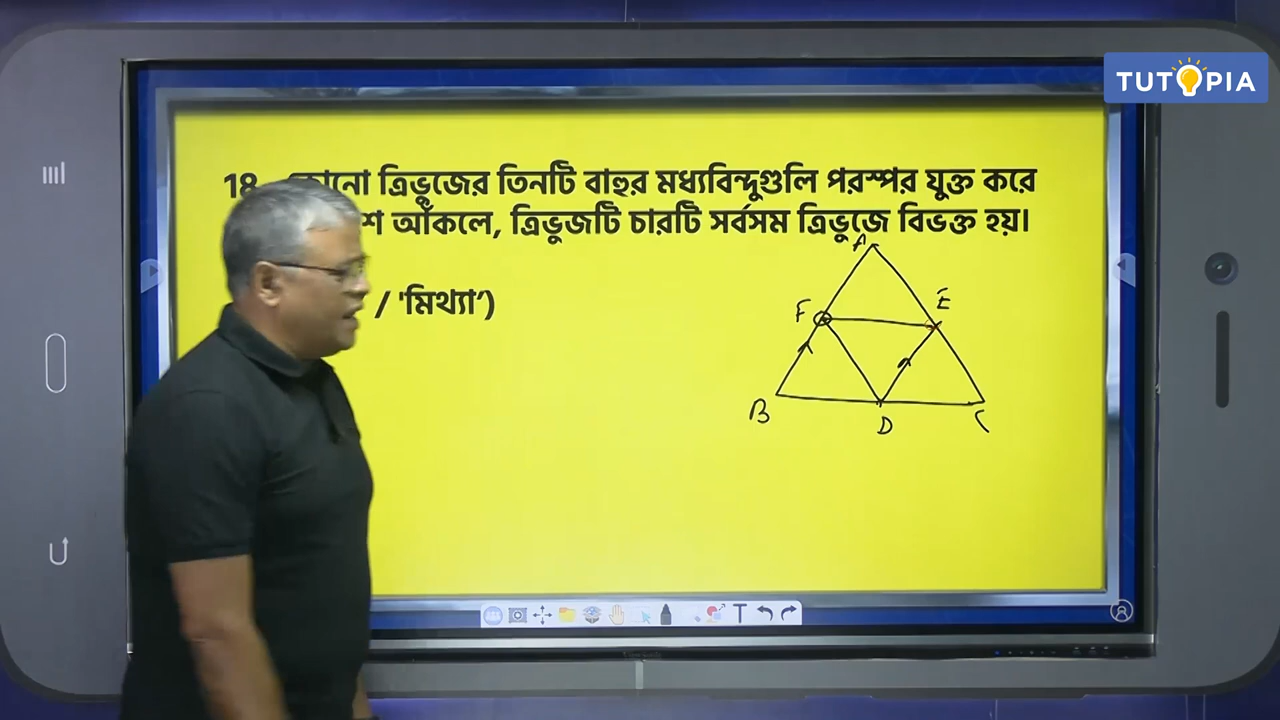 TUTOPIA
18. ত্রিভুজের তিনটি বাহুর মধ্যবিন্দুগুলি পরস্পর যুক্ত করে
আঁকলে, ত্রিভুজটি চারটি সর্বসম ত্রিভুজে বিভক্ত হয়।
/ 'মিথ্যা')
A
F
E
B
D
C